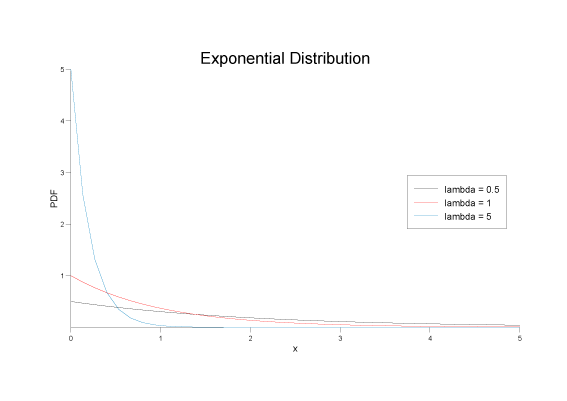 Exponential Distribution
5
4
3
2
1
PDF
lambda = 0.5
lambda = 1
lambda = 5
0
1
2
3
4
5
x